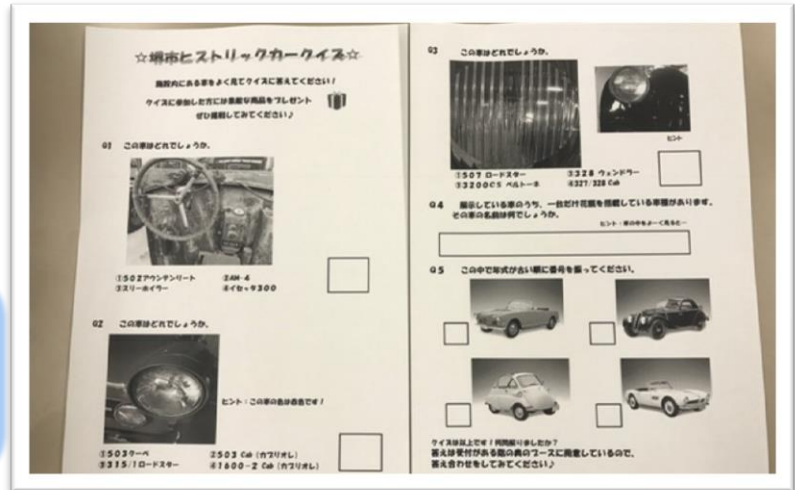 ☆堺市ヒストリックカークイズ☆
施設内にある車をよく見てクイズに答えてください！
クイズに参加した方には素敵な商品をプレゼント
ぜひ挑戦してみてください♪
Q1 この車はどれでしょうか。
①502アウンテンリート ②AM-4
③スリーホイラー ④イセッタ300
Q2 この車はどれでしょうか。
ヒント：この車の色は赤色です！
①503クーペ ②503 Cab (カブリオレ)
③315/1ロードスター ④1600-2 Cab (カブリオレ)
Q3 この車はどれでしょうか。
ヒント
①507 ロードスター ②328 ウェンドラー
③3200CS ベルトーネ ④327/328 Cab
Q4 展示している車のうち、一台だけ花瓶を搭載している車種があります。
その車の名前は何でしょうか。
ヒント：車の中をよーく見ると…
Q5 この中で年式が古い順に番号を振ってください。
クイズは以上です！何問解りましたか？
答えは受付がある館の奥のブースに用意しているので、
答え合わせをしてみてください♪